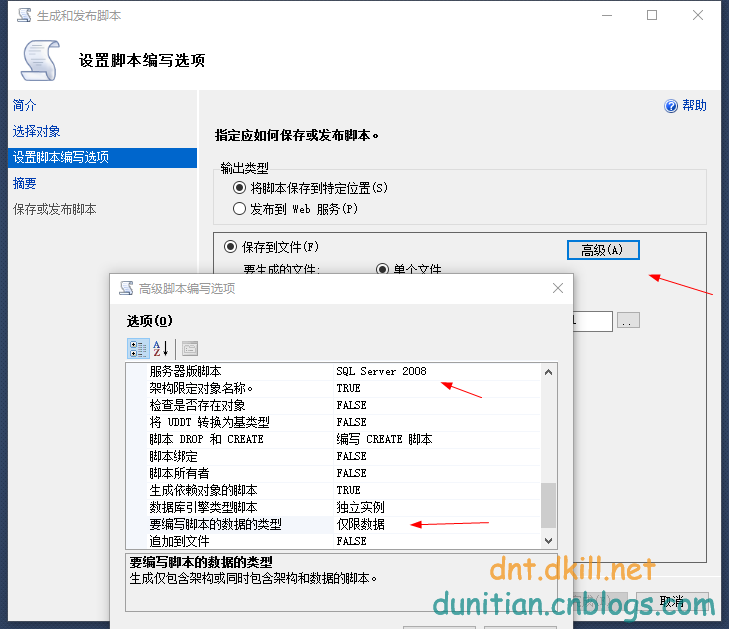 生成和发布脚本
设置脚本编写选项
简介
选择对象
设置脚本编写选项
摘要
保存或发布脚本
帮助
指定应如何保存或发布脚本。
输出类型
将脚本保存到特定位置(S)
发布到 Web 服务(P)
保存到文件(F)
高级(A)
要生成的文件:
单个文件
..
高级脚本编写选项
选项(O)
服务器版脚本 SQL Server 2008
架构限定对象名称。 TRUE
检查是否存在对象 FALSE
将 UDDT 转换为基类型 FALSE
脚本 DROP 和 CREATE 编写 CREATE 脚本
脚本绑定 FALSE
脚本所有者 FALSE
生成依赖对象的脚本 TRUE
数据库引擎类型脚本 独立实例
要编写脚本的数据的类型 仅限数据
追加到文件 FALSE
要编写脚本的数据的类型
生成仅包含架构或同时包含架构和数据的脚本。
取消
dnt.dkill.net
dunitian.cnblogs.com